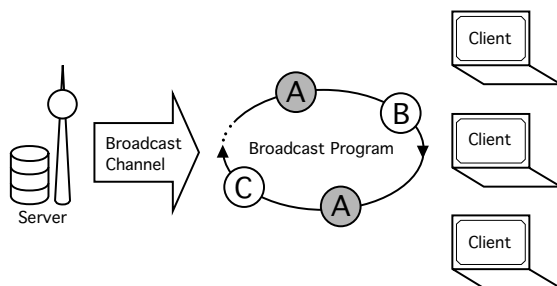 Server
Broadcast
Channel
A
B
Broadcast Program
C
A
Client
Client
Client